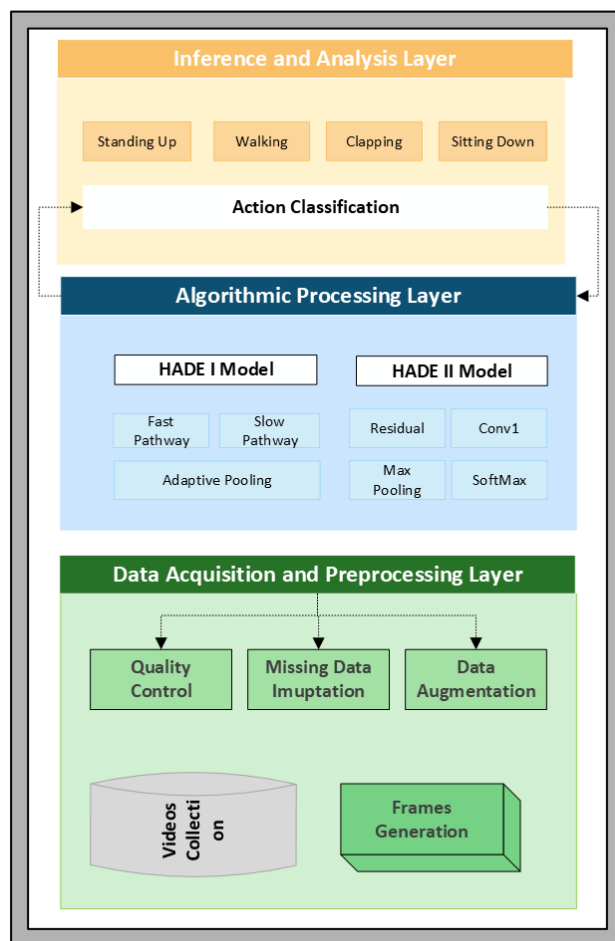 Inference and Analysis Layer
Standing Up
Walking
Clapping
Sitting Down
Action Classification
Algorithmic Processing Layer
HADE I Model
HADE II Model
Fast
Pathway
Slow
Pathway
Residual
Conv1
Adaptive Pooling
Max
Pooling
SoftMax
Data Acquisition and Preprocessing Layer
Quality
Control
Missing Data
Imuptation
Data
Augmentation
Videos
Collecti
on
Frames
Generation